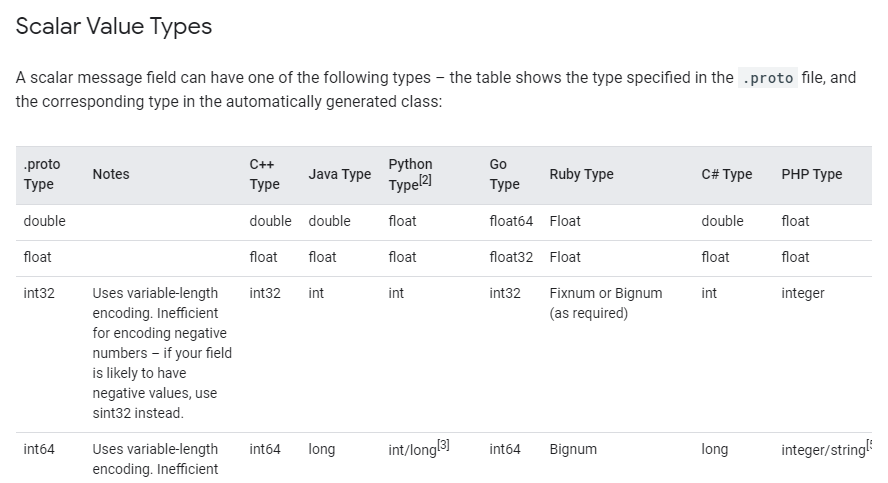 Scalar Value Types
A scalar message field can have one of the following types – the table shows the type specified in the .proto file, and
the corresponding type in the automatically generated class:
.proto Type Notes C++ Type Java Type Python Type[2] Go Type Ruby Type C# Type PHP Type
double double double float float64 Float double float
float float float float float32 Float float float
int32 Uses variable-length int32 int int int32 Fixnum or Bignum int integer
encoding. Inefficient (as required)
for encoding negative
numbers – if your field
is likely to have
negative values, use
sint32 instead.
int64 Uses variable-length int64 long int/long[3] int64 Bignum long integer/string
encoding. Inefficient